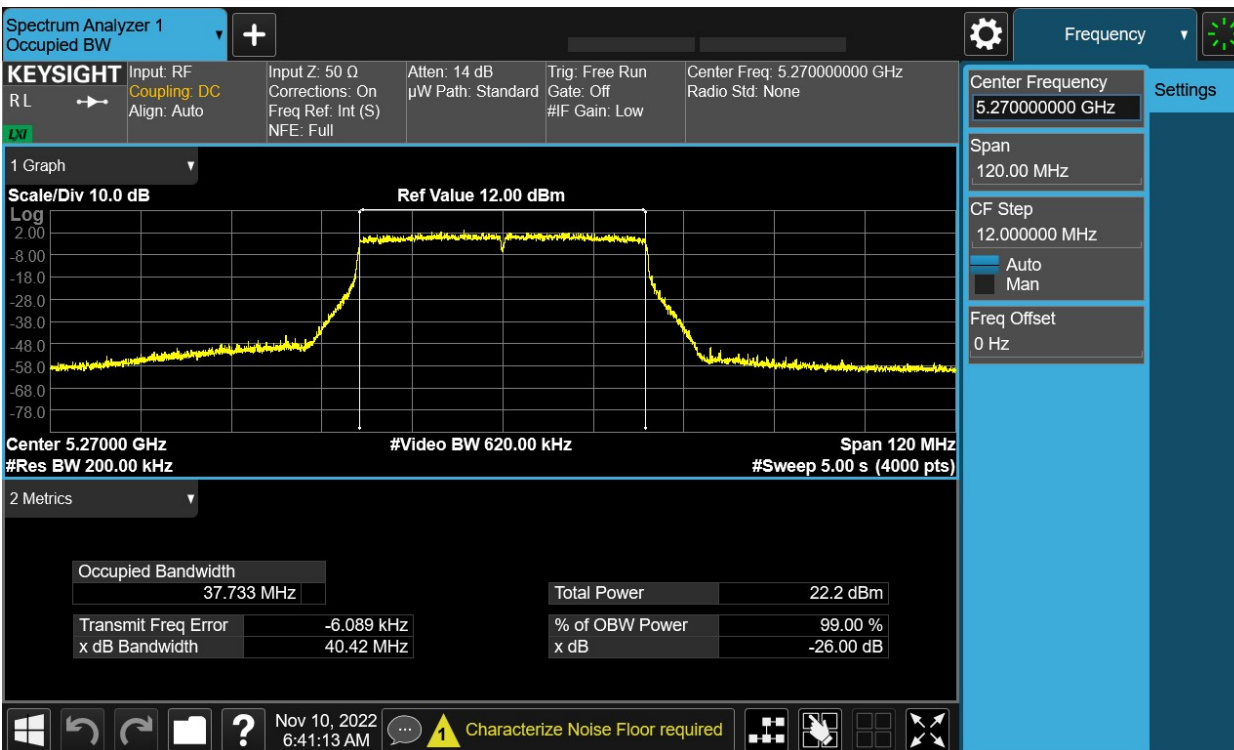 Spectrum Analyzer 1
Occupied BW
Frequency
KEYSIGHT
RL
LXI
Input: RF
Coupling: DC
Align: Auto
Input Z: 50 Ω
Corrections: On
Freq Ref: Int (S)
NFE: Full
Atten: 14 dB
µW Path: Standard
Trig: Free Run
Gate: Off
#IF Gain: Low
Center Freq: 5.270000000 GHz
Radio Std: None
Center Frequency
5.270000000 GHz
Settings
Span
120.00 MHz
CF Step
12.000000 MHz
Auto
Man
Freq Offset
0 Hz
1 Graph
Scale/Div 10.0 dB
Ref Value 12.00 dBm
Log
2.00
-8.00
-18.0
-28.0
-38.0
-48.0
-58.0
-68.0
-78.0
Center 5.27000 GHz
#Video BW 620.00 kHz
Span 120 MHz
#Res BW 200.00 kHz
#Sweep 5.00 s (4000 pts)
2 Metrics
Occupied Bandwidth
37.733 MHz
Total Power 22.2 dBm
Transmit Freq Error -6.089 kHz
% of OBW Power 99.00 %
x dB Bandwidth 40.42 MHz
x dB -26.00 dB
?
Nov 10, 2022
6:41:13 AM
1
Characterize Noise Floor required